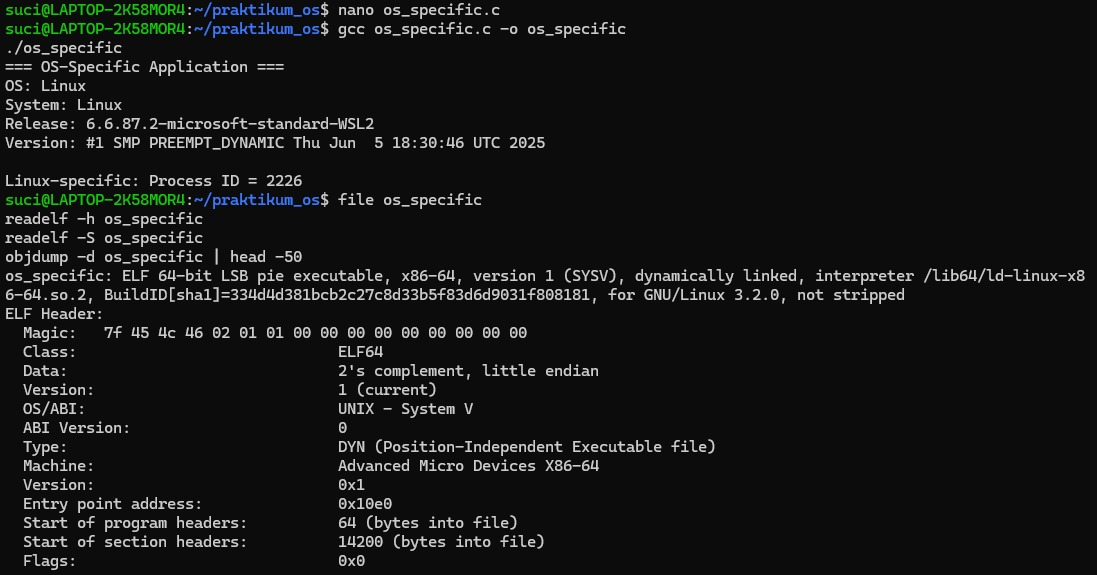 suci@LAPTOP-2K58MOR4:~/praktikum_os$ nano os_specific.c
suci@LAPTOP-2K58MOR4:~/praktikum_os$ gcc os_specific.c -o os_specific
./os_specific
=== OS-Specific Application ===
OS: Linux
System: Linux
Release: 6.6.87.2-microsoft-standard-WSL2
Version: #1 SMP PREEMPT_DYNAMIC Thu Jun  5 18:30:46 UTC 2025
Linux-specific: Process ID = 2226
suci@LAPTOP-2K58MOR4:~/praktikum_os$ file os_specific
readelf -h os_specific
readelf -S os_specific
objdump -d os_specific | head -50
os_specific: ELF 64-bit LSB pie executable, x86-64, version 1 (SYSV), dynamically linked, interpreter /lib64/ld-linux-x8
6-64.so.2, BuildID[sha1]=334d4d381bcb2c27c8d33b5f83d6d9031f808181, for GNU/Linux 3.2.0, not stripped
ELF Header:
  Magic:   7f 45 4c 46 02 01 01 00 00 00 00 00 00 00 00 00
  Class:                             ELF64
  Data:                              2's complement, little endian
  Version:                           1 (current)
  OS/ABI:                            UNIX - System V
  ABI Version:                       0
  Type:                              DYN (Position-Independent Executable file)
  Machine:                           Advanced Micro Devices X86-64
  Version:                           0x1
  Entry point address:               0x10e0
  Start of program headers:          64 (bytes into file)
  Start of section headers:          14200 (bytes into file)
  Flags:                             0x0